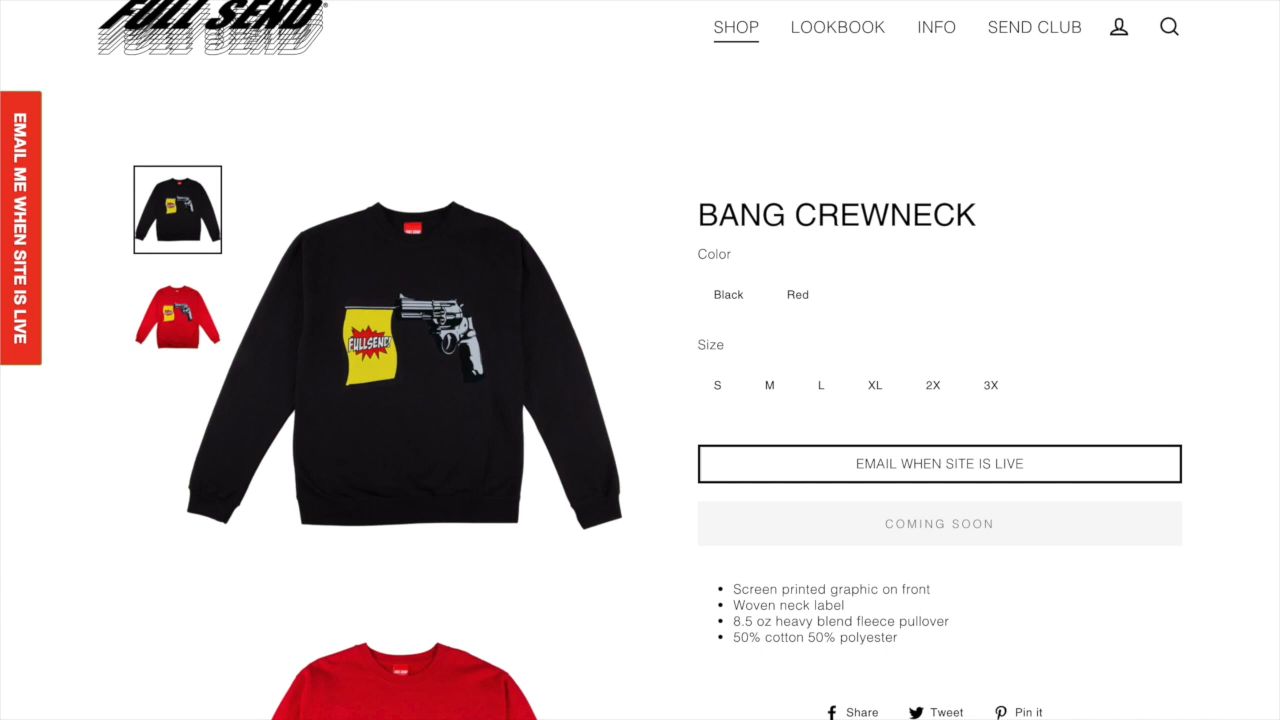 FULL SEND®
SHOP LOOKBOOK INFO SEND CLUB
EMAIL ME WHEN SITE IS LIVE
BANG CREWNECK
Color
Black Red
Size
S M L XL 2X 3X
FULLSEND!
EMAIL WHEN SITE IS LIVE
COMING SOON
Screen printed graphic on front
Woven neck label
8.5 oz heavy blend fleece pullover
50% cotton 50% polyester
Share Tweet Pin it